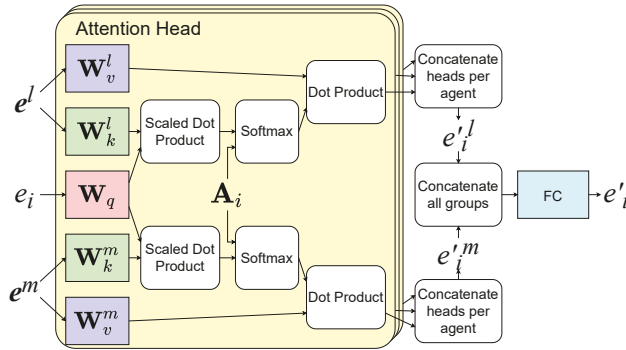 Attention Head
W_v^l
e^l
W_k^l
Scaled Dot
Product
Softmax
Dot Product
Concatenate
heads per
agent
e'_i^l
e_i
W_q
A_i
Concatenate
all groups
FC
e'_i
e'_i^m
W_k^m
Scaled Dot
Product
Softmax
e^m
W_v^m
Dot Product
Concatenate
heads per
agent